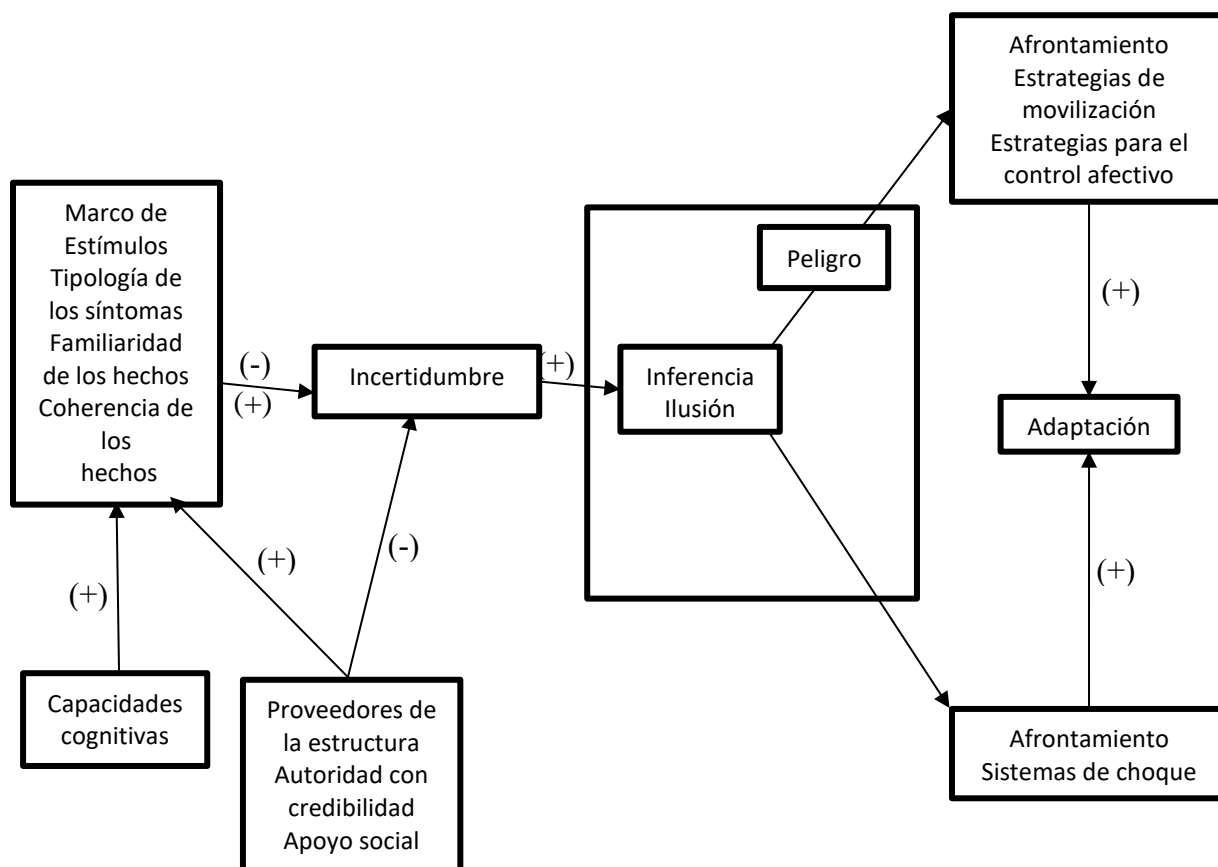 Afrontamiento
Estrategias de
movilización
Estrategias para el
control afectivo
Marco de
Estímulos
Tipología de
los síntomas
Familiaridad
de los hechos
Coherencia de
los
hechos
Peligro
(+)
(-)
(+)
Incertidumbre
(+)
Inferencia
Ilusión
Adaptación
(+)
(+)
(-)
(+)
Capacidades
cognitivas
Proveedores de
la estructura
Autoridad con
credibilidad
Apoyo social
Afrontamiento
Sistemas de choque